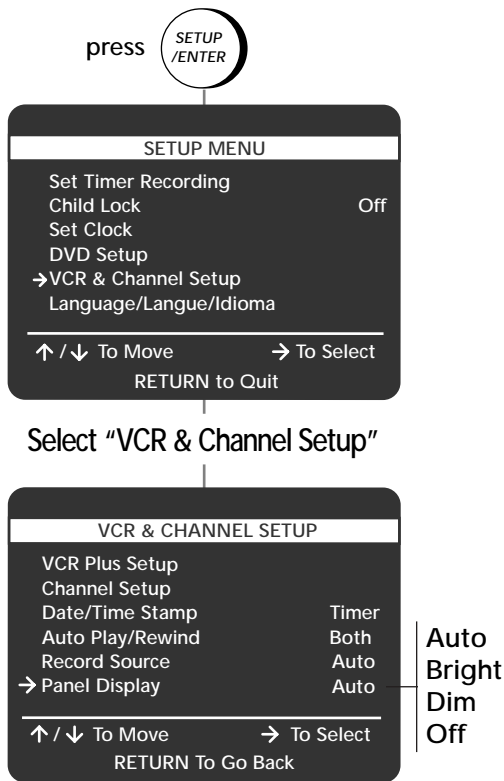 press SETUP
/ENTER
SETUP MENU
Set Timer Recording
Child Lock Off
Set Clock
DVD Setup
→VCR & Channel Setup
Language/Langue/Idioma
↑ / ↓ To Move → To Select
RETURN to Quit
Select “VCR & Channel Setup”
VCR & CHANNEL SETUP
VCR Plus Setup
Channel Setup
Date/Time Stamp Timer
Auto Play/Rewind Both
Record Source Auto
→ Panel Display Auto
↑ / ↓ To Move → To Select
RETURN To Go Back
Auto
Bright
Dim
Off